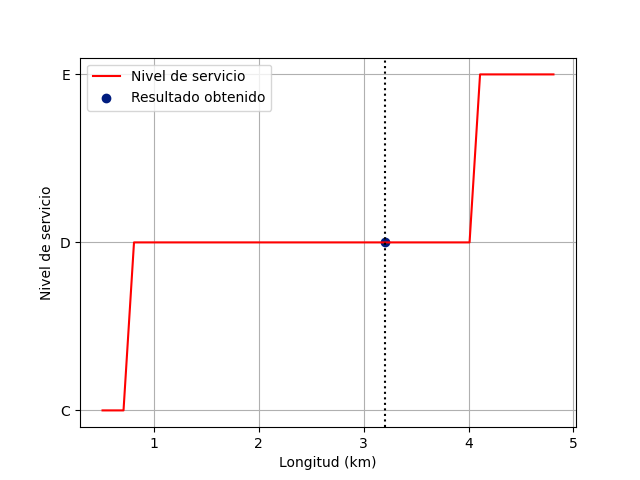 Nivel de servicio
Resultado obtenido
E
D
C
Nivel de servicio
1 2 3 4 5
Longitud (km)